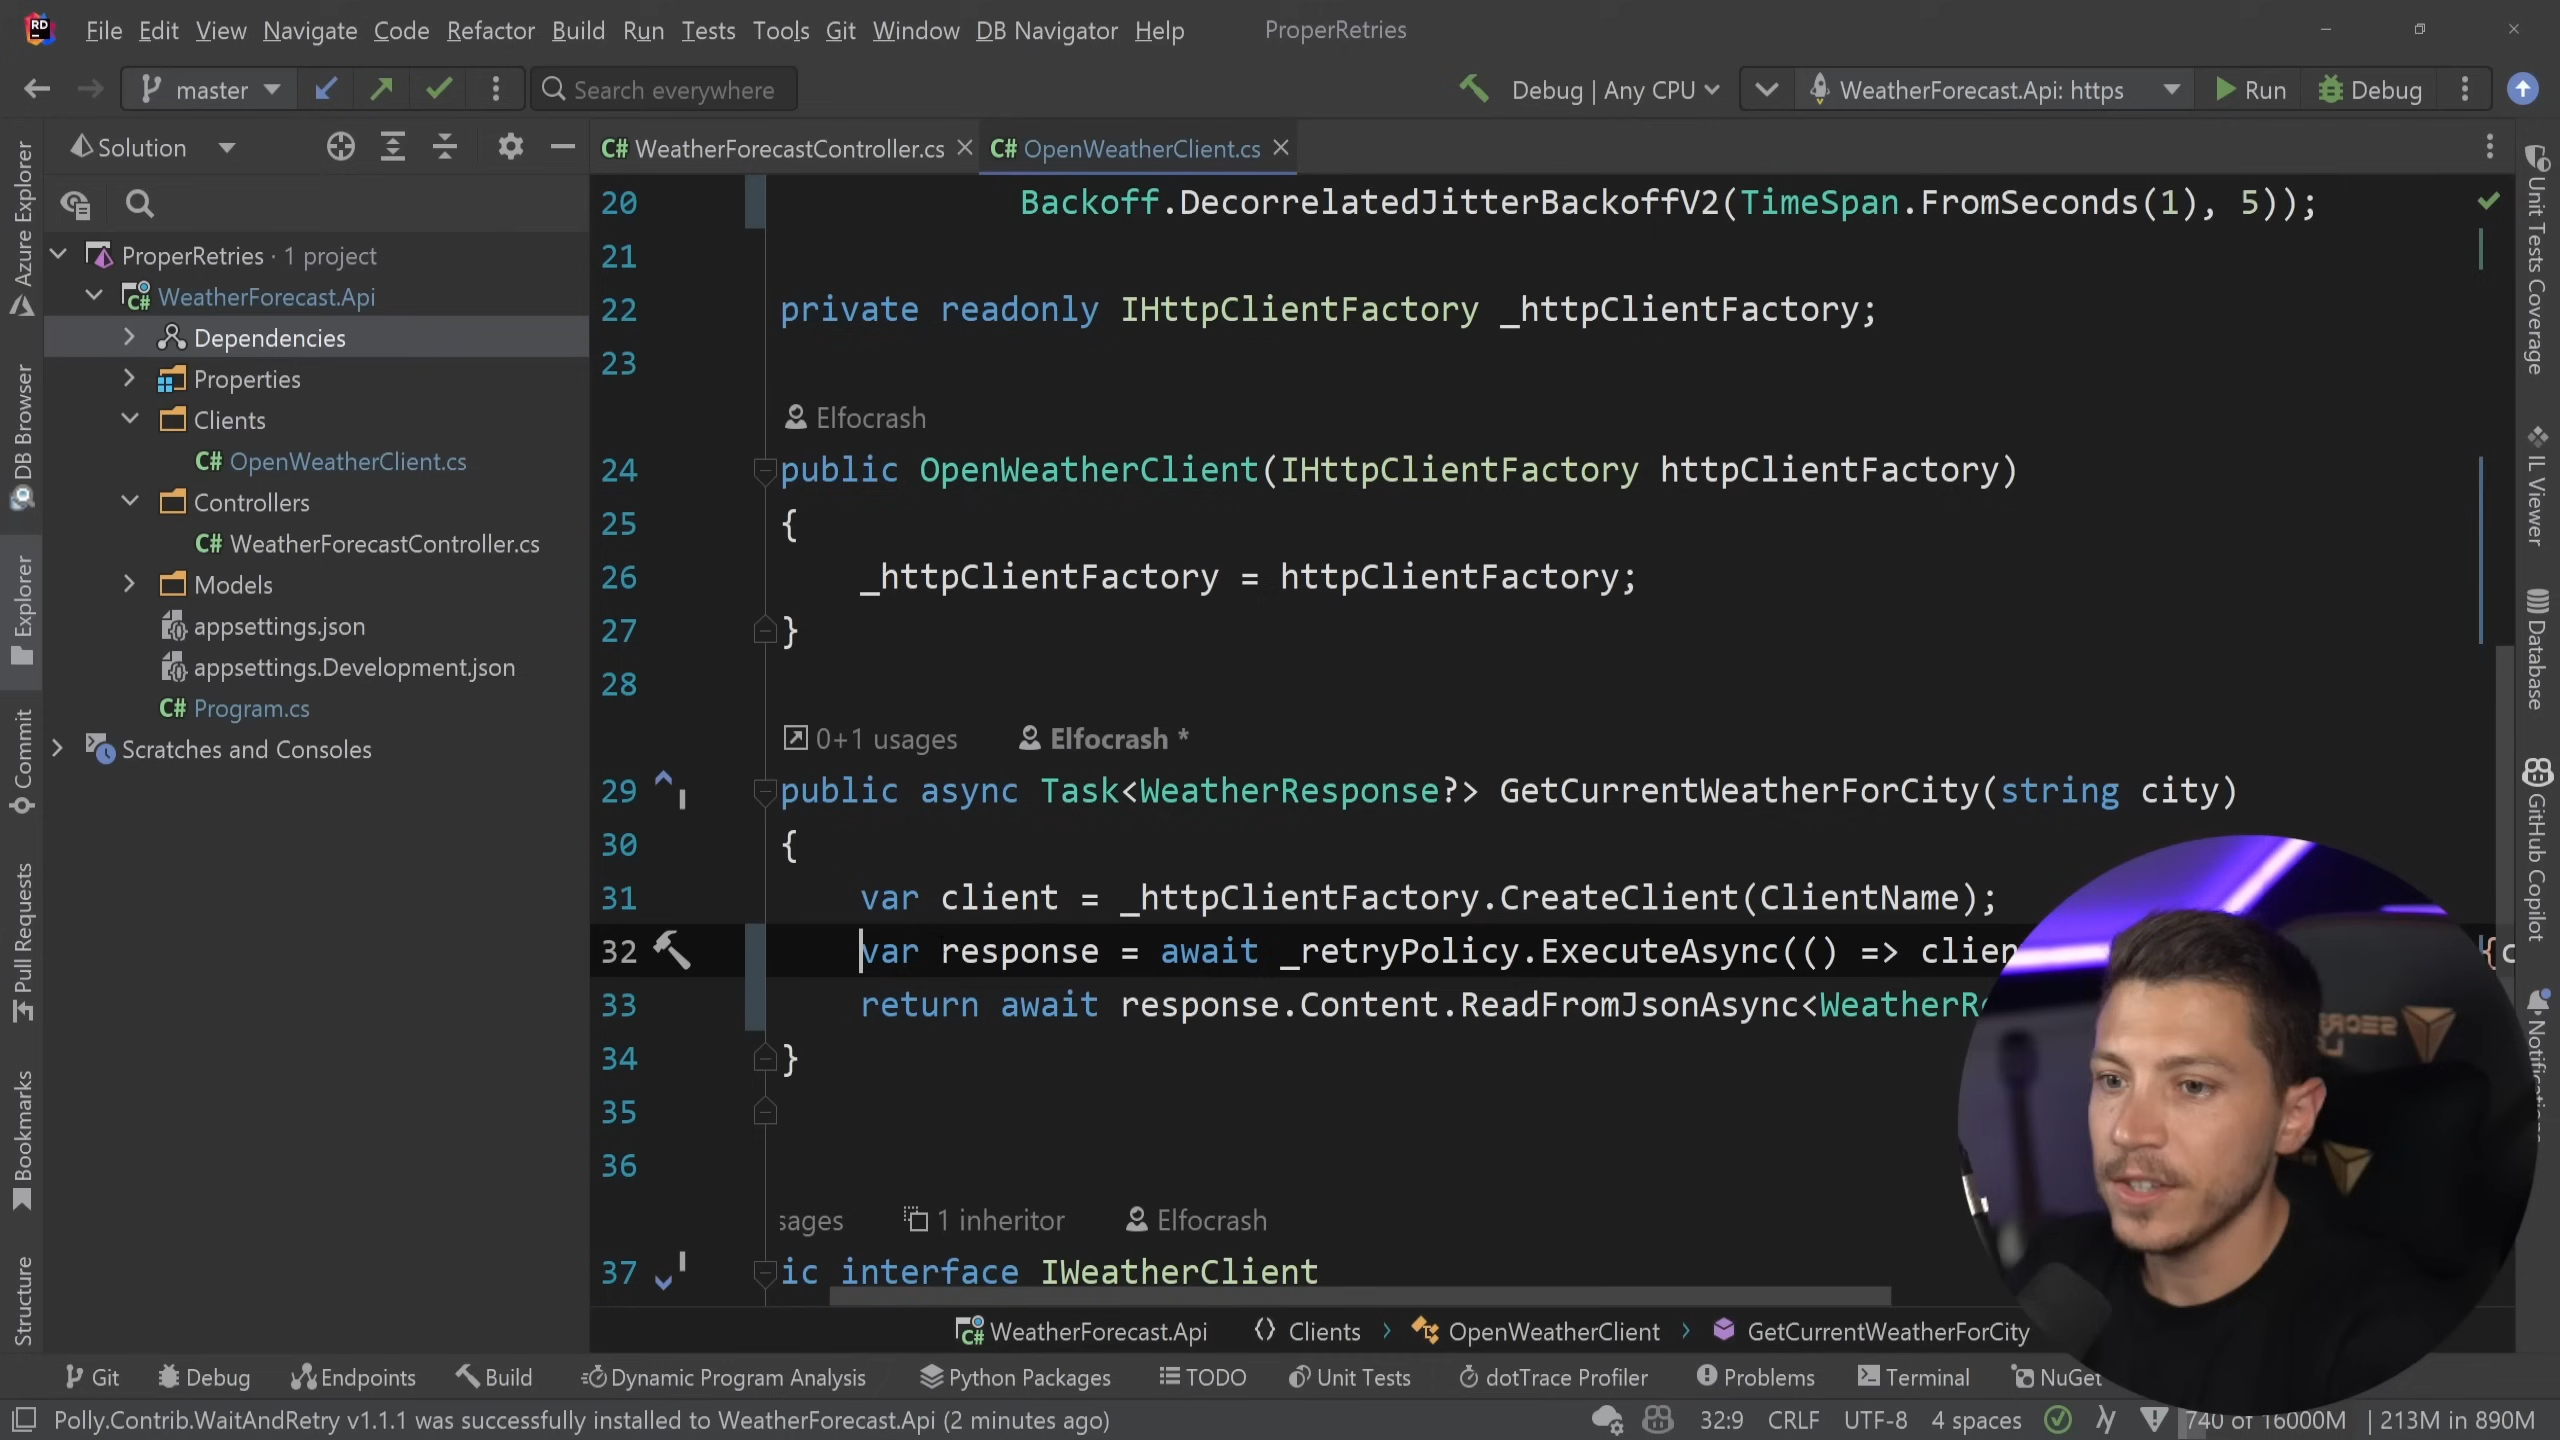 File Edit View Navigate Code Refactor Build Run Tests Tools Git Window DB Navigator Help ProperRetries
master Search everywhere Debug | Any CPU WeatherForecast.Api: https Run Debug
Solution
C# WeatherForecastController.cs C# OpenWeatherClient.cs
ProperRetries · 1 project
WeatherForecast.Api
Dependencies
Properties
Clients
C# OpenWeatherClient.cs
Controllers
C# WeatherForecastController.cs
Models
appsettings.json
appsettings.Development.json
C# Program.cs
Scratches and Consoles
Azure Explorer
DB Browser
Explorer
Commit
Pull Requests
Bookmarks
Structure
20 Backoff.DecorrelatedJitterBackoffV2(TimeSpan.FromSeconds(1), 5));
21
22 private readonly IHttpClientFactory _httpClientFactory;
23
Elfocrash
24 public OpenWeatherClient(IHttpClientFactory httpClientFactory)
25 {
26 _httpClientFactory = httpClientFactory;
27 }
28
0+1 usages Elfocrash *
29 public async Task<WeatherResponse?> GetCurrentWeatherForCity(string city)
30 {
31 var client = _httpClientFactory.CreateClient(ClientName);
32 var response = await _retryPolicy.ExecuteAsync(() => clien {c
33 return await response.Content.ReadFromJsonAsync<WeatherRe
34 }
35
36
sages 1 inheritor Elfocrash
37 ic interface IWeatherClient
Unit Tests Coverage
IL Viewer
Database
GitHub Copilot
Notifications
WeatherForecast.Api Clients OpenWeatherClient GetCurrentWeatherForCity
Git Debug Endpoints Build Dynamic Program Analysis Python Packages TODO Unit Tests dotTrace Profiler Problems Terminal NuGet
Polly.Contrib.WaitAndRetry v1.1.1 was successfully installed to WeatherForecast.Api (2 minutes ago) 32:9 CRLF UTF-8 4 spaces 740 of 16000M | 213M in 890M